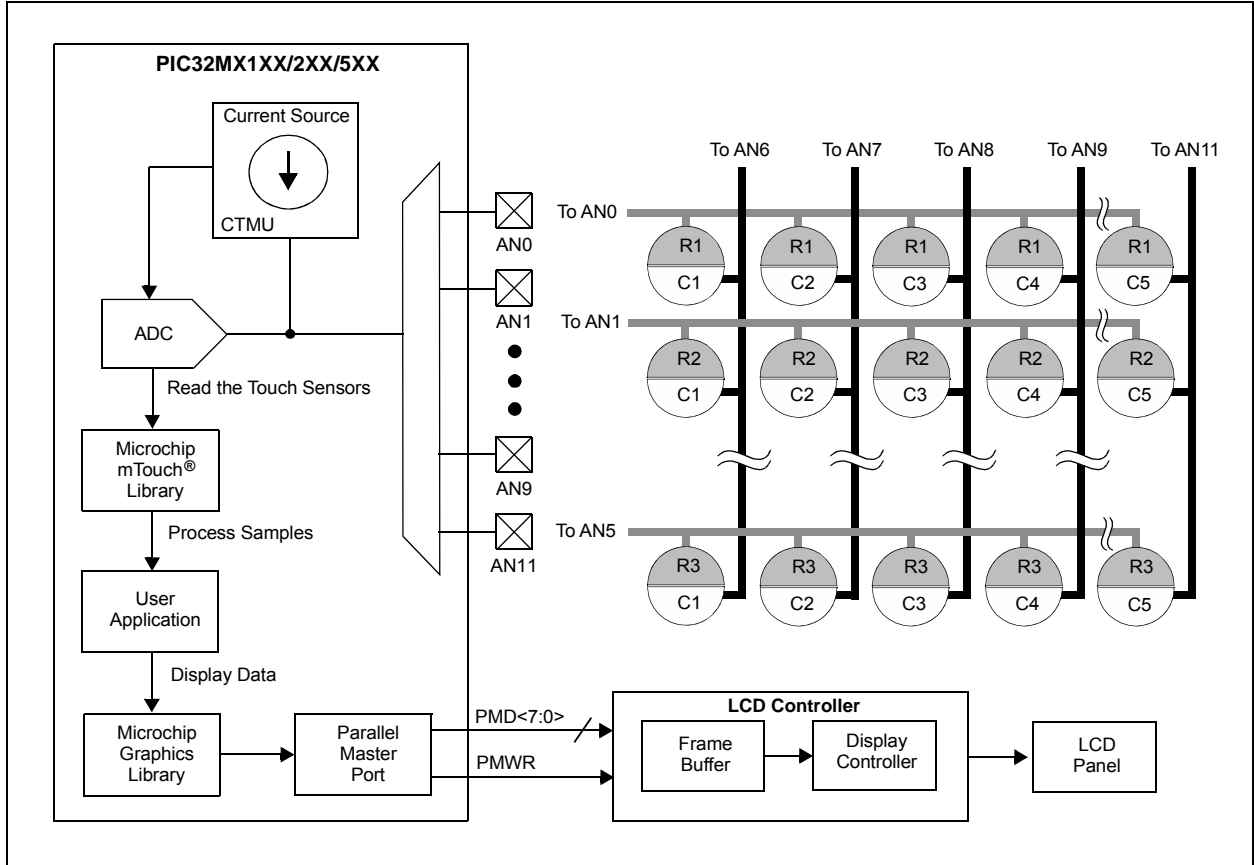 PIC32MX1XX/2XX/5XX
Current Source
CTMU
ADC
Read the Touch Sensors
Microchip
mTouch®
Library
Process Samples
User
Application
Display Data
Microchip
Graphics
Library
Parallel
Master
Port
AN0
AN1
AN9
AN11
To AN6 To AN7 To AN8 To AN9 To AN11
To AN0
R1 R1 R1 R1 R1
C1 C2 C3 C4 C5
To AN1
R2 R2 R2 R2 R2
C1 C2 C3 C4 C5
To AN5
R3 R3 R3 R3 R3
C1 C2 C3 C4 C5
PMD<7:0>
PMWR
LCD Controller
Frame
Buffer
Display
Controller
LCD
Panel